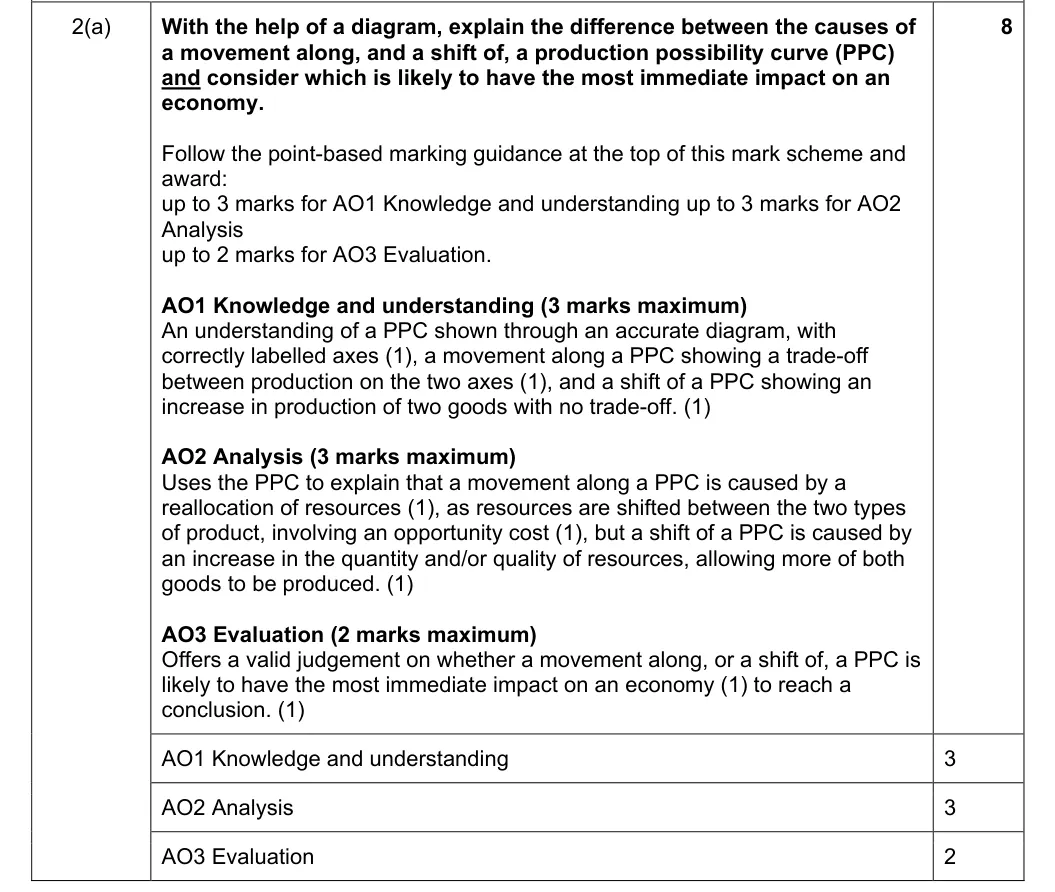 2(a)
With the help of a diagram, explain the difference between the causes of
a movement along, and a shift of, a production possibility curve (PPC)
and consider which is likely to have the most immediate impact on an
economy.
8
Follow the point-based marking guidance at the top of this mark scheme and
award:
up to 3 marks for AO1 Knowledge and understanding up to 3 marks for AO2
Analysis
up to 2 marks for AO3 Evaluation.
AO1 Knowledge and understanding (3 marks maximum)
An understanding of a PPC shown through an accurate diagram, with
correctly labelled axes (1), a movement along a PPC showing a trade-off
between production on the two axes (1), and a shift of a PPC showing an
increase in production of two goods with no trade-off. (1)
AO2 Analysis (3 marks maximum)
Uses the PPC to explain that a movement along a PPC is caused by a
reallocation of resources (1), as resources are shifted between the two types
of product, involving an opportunity cost (1), but a shift of a PPC is caused by
an increase in the quantity and/or quality of resources, allowing more of both
goods to be produced. (1)
AO3 Evaluation (2 marks maximum)
Offers a valid judgement on whether a movement along, or a shift of, a PPC is
likely to have the most immediate impact on an economy (1) to reach a
conclusion. (1)
AO1 Knowledge and understanding 3
AO2 Analysis 3
AO3 Evaluation 2